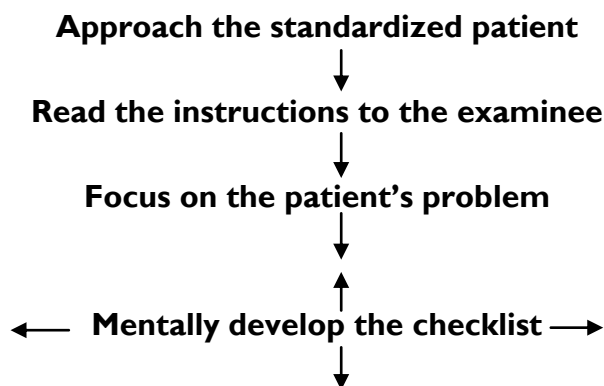 Approach the standardized patient
Read the instructions to the examinee
Focus on the patient's problem
Mentally develop the checklist